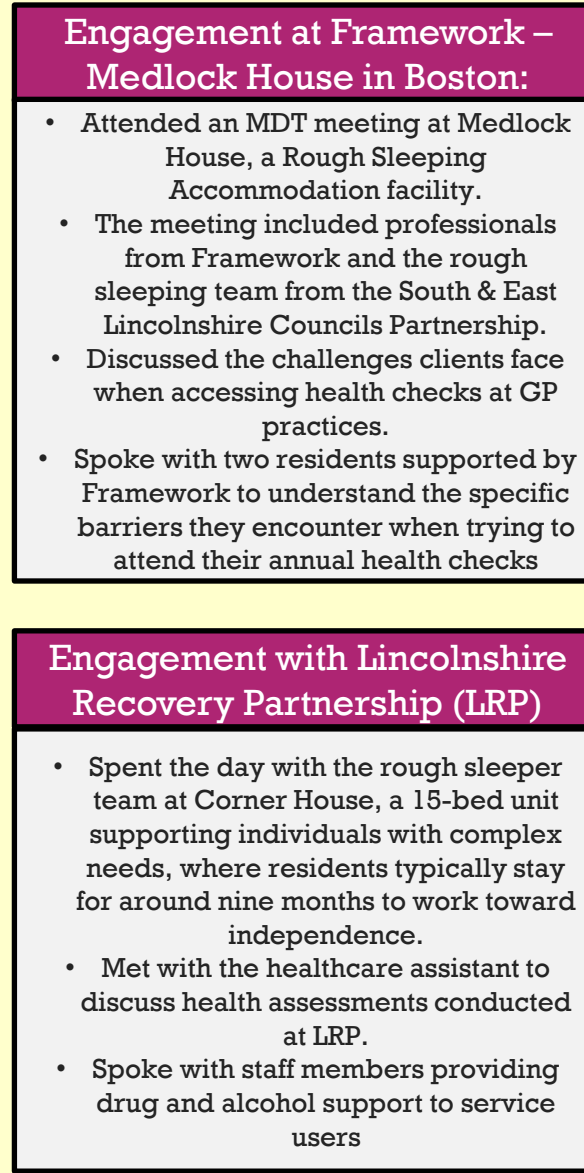 Engagement at Framework –
Medlock House in Boston:
• Attended an MDT meeting at Medlock
House, a Rough Sleeping
Accommodation facility.
• The meeting included professionals
from Framework and the rough
sleeping team from the South & East
Lincolnshire Councils Partnership.
• Discussed the challenges clients face
when accessing health checks at GP
practices.
• Spoke with two residents supported by
Framework to understand the specific
barriers they encounter when trying to
attend their annual health checks
Engagement with Lincolnshire
Recovery Partnership (LRP)
• Spent the day with the rough sleeper
team at Corner House, a 15-bed unit
supporting individuals with complex
needs, where residents typically stay
for around nine months to work toward
independence.
• Met with the healthcare assistant to
discuss health assessments conducted
at LRP.
• Spoke with staff members providing
drug and alcohol support to service
users